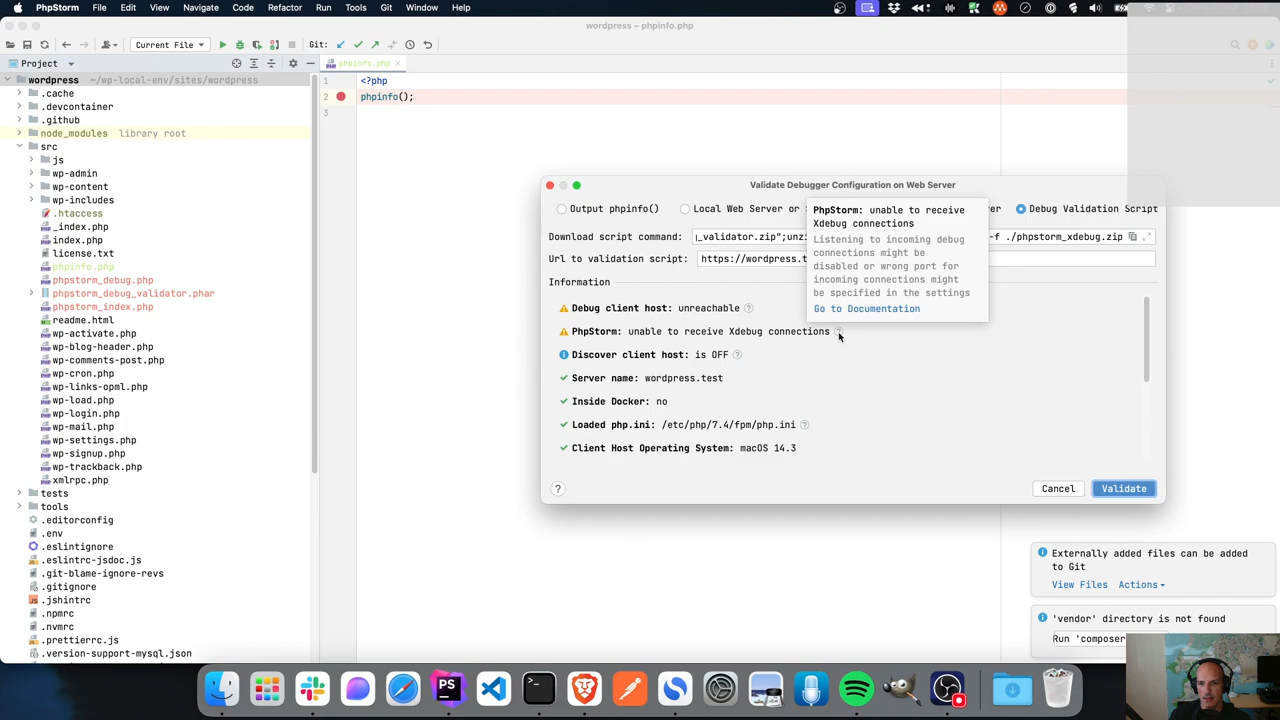 PhpStorm File Edit View Navigate Code Refactor Run Tools Git Window Help
wordpress – phpinfo.php
Current File Git:
Project
phpinfo.php
wordpress ~/wp-local-env/sites/wordpress
.cache
.devcontainer
.github
node_modules library root
src
js
wp-admin
wp-content
wp-includes
.htaccess
_index.php
index.php
license.txt
phpinfo.php
phpstorm_debug.php
phpstorm_debug_validator.phar
phpstorm_index.php
readme.html
wp-activate.php
wp-blog-header.php
wp-comments-post.php
wp-cron.php
wp-links-opml.php
wp-load.php
wp-login.php
wp-mail.php
wp-settings.php
wp-signup.php
wp-trackback.php
xmlrpc.php
tests
tools
.editorconfig
.env
.eslintignore
.eslintrc-jsdoc.js
.git-blame-ignore-revs
.gitignore
.jshintrc
.npmrc
.nvmrc
.prettierrc.js
.version-support-mysql.json
1 <?php
2 phpinfo();
3
Validate Debugger Configuration on Web Server
Output phpinfo() Local Web Server or S erver Debug Validation Script
Download script command: _validator.zip";unzi -f ./phpstorm_xdebug.zip
Url to validation script: https://wordpress.t
Information
Debug client host: unreachable ?
PhpStorm: unable to receive Xdebug connections ?
Discover client host: is OFF ?
Server name: wordpress.test
Inside Docker: no
Loaded php.ini: /etc/php/7.4/fpm/php.ini ?
Client Host Operating System: macOS 14.3
? Cancel Validate
PhpStorm: unable to receive
Xdebug connections
Listening to incoming debug
connections might be
disabled or wrong port for
incoming connections might
be specified in the settings
Go to Documentation
Externally added files can be added
to Git
View Files Actions
'vendor' directory is not found
Run 'composer
PS